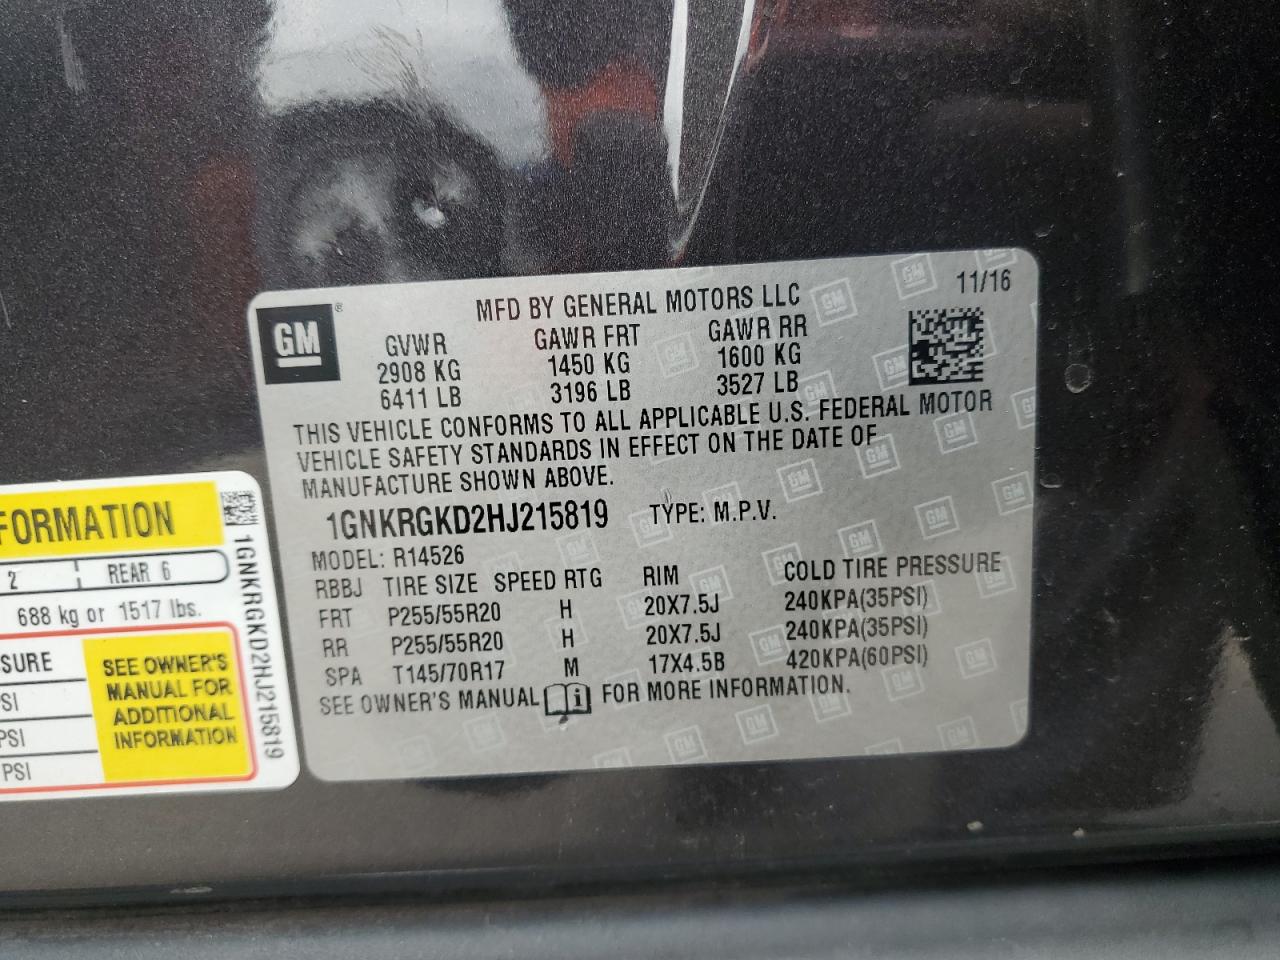 MFD BY GENERAL MOTORS LLC 11/16
GM®
GVWR GAWR FRT GAWR RR
2908 KG 1450 KG 1600 KG
6411 LB 3196 LB 3527 LB
THIS VEHICLE CONFORMS TO ALL APPLICABLE U.S. FEDERAL MOTOR
VEHICLE SAFETY STANDARDS IN EFFECT ON THE DATE OF
MANUFACTURE SHOWN ABOVE.
1GNKRGKD2HJ215819 TYPE: M.P.V.
MODEL: R14526
RBBJ TIRE SIZE SPEED RTG RIM COLD TIRE PRESSURE
FRT P255/55R20 H 20X7.5J 240KPA(35PSI)
RR P255/55R20 H 20X7.5J 240KPA(35PSI)
SPA T145/70R17 M 17X4.5B 420KPA(60PSI)
SEE OWNER'S MANUAL i FOR MORE INFORMATION.
FORMATION
2 REAR 6
688 kg or 1517 lbs.
SURE
PSI
PSI
PSI
SEE OWNER'S
MANUAL FOR
ADDITIONAL
INFORMATION
1GNKRGKD2HJ215819